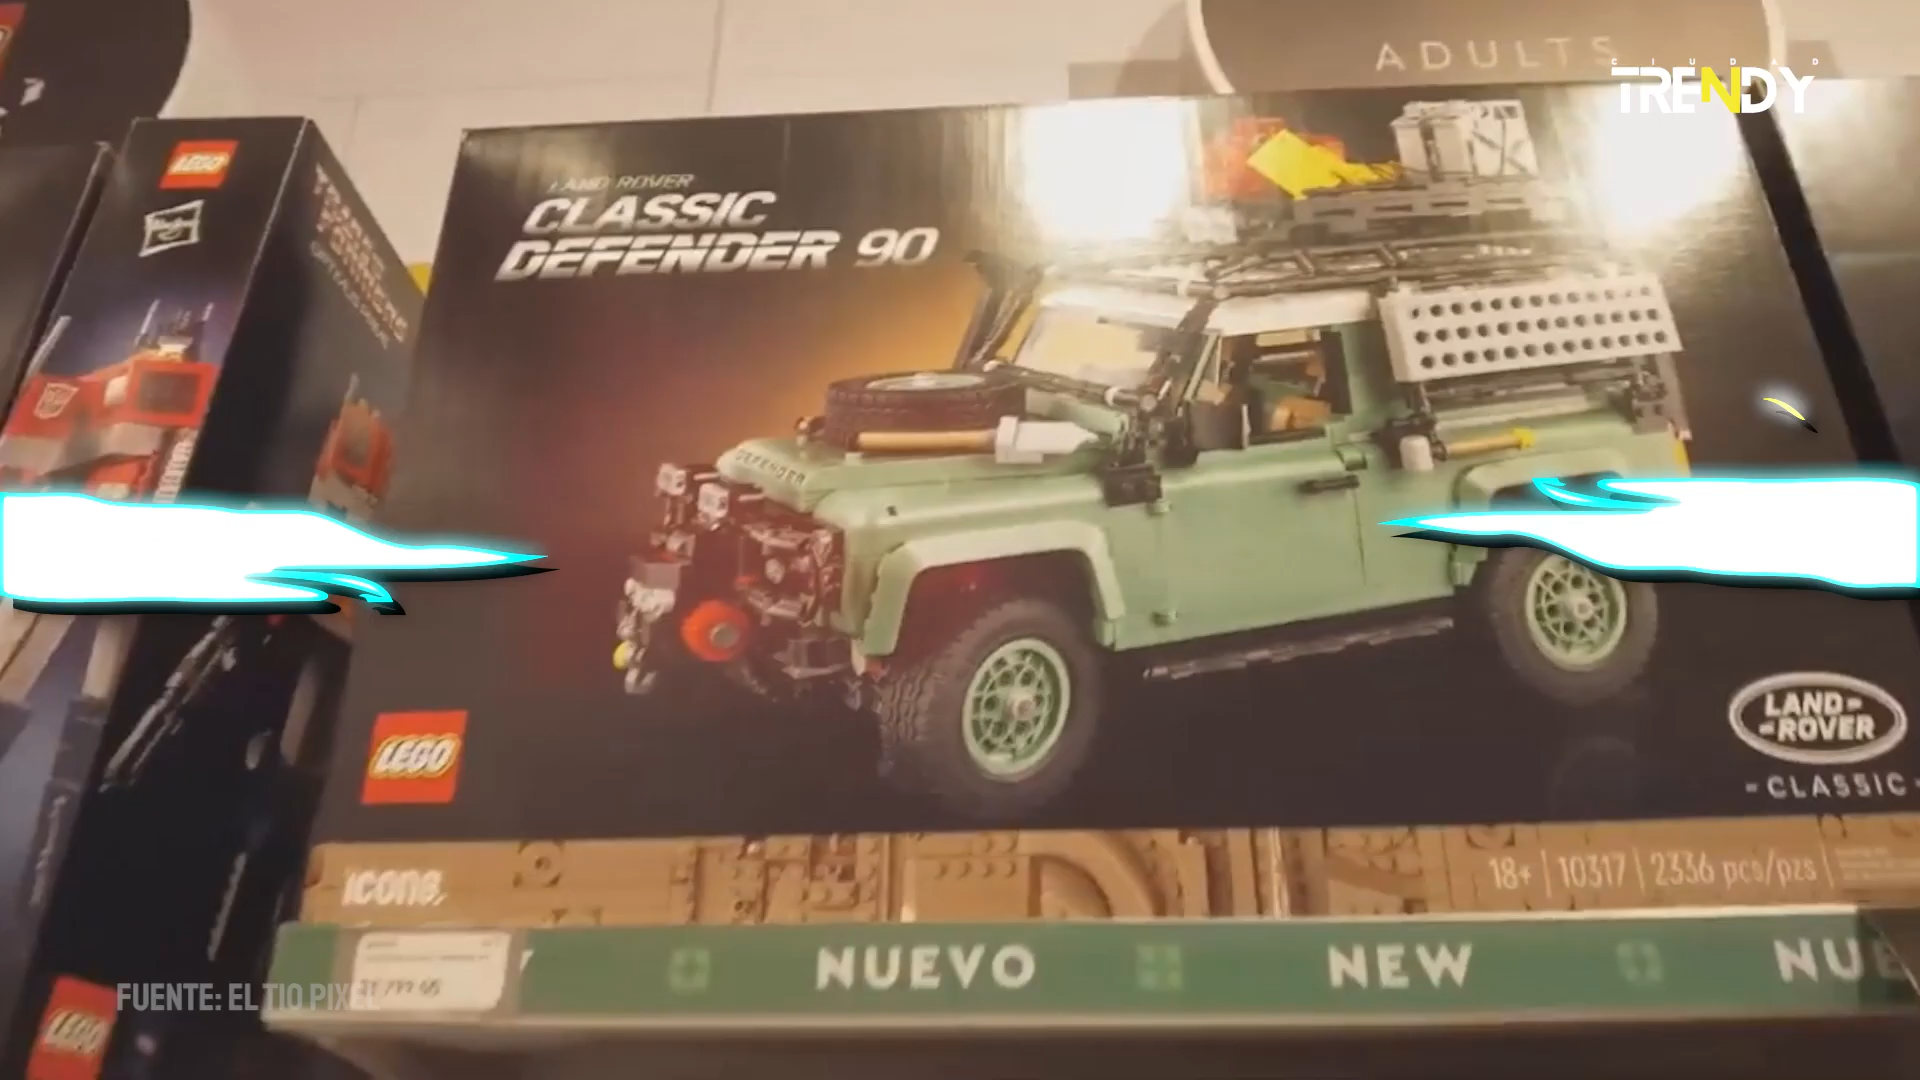 ADULTS
CIUDAD
TRENDY
LEGO
LAND ROVER
CLASSIC
DEFENDER 90
TRANSFORMERS
DEFENDER
LAND-
-ROVER
- CLASSIC -
LEGO
icons.
18+ | 10317 | 2336 pcs/pzs
NUEVO
NEW
NUE
FUENTE: EL TIO PIXEL
LEGO